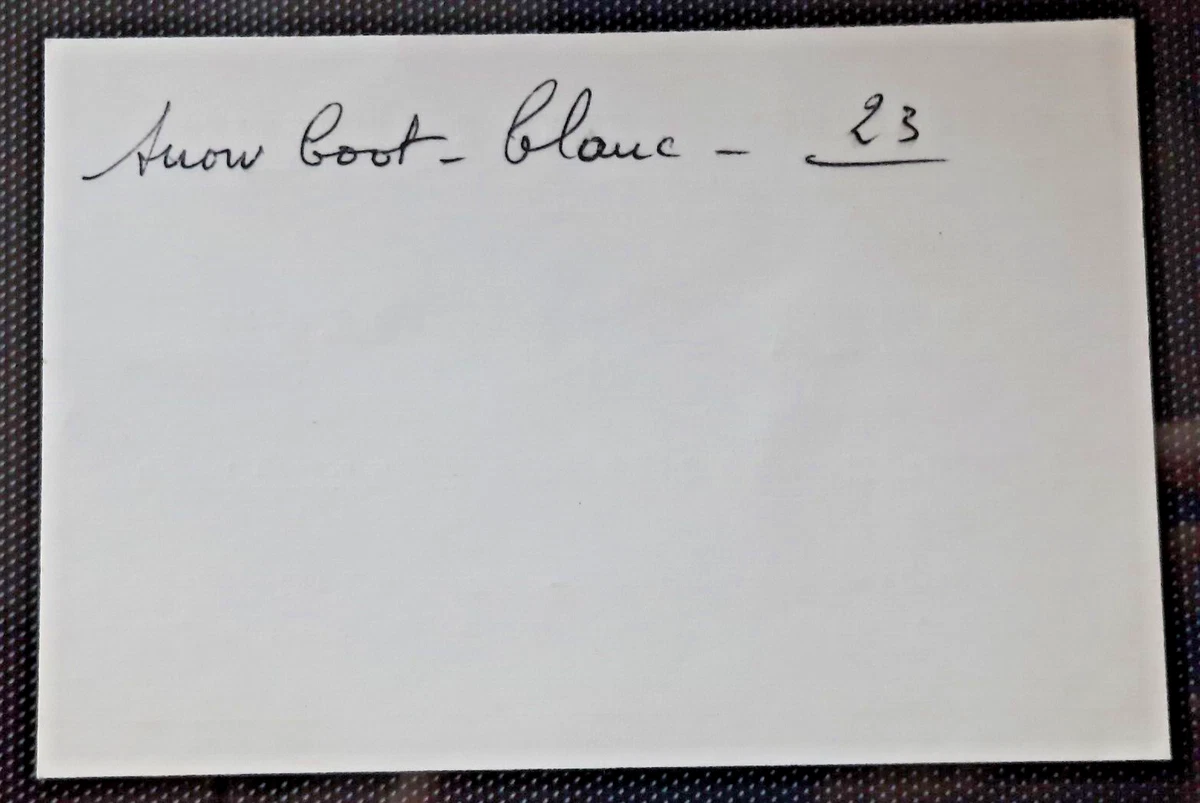 Snow boot - blanc - 23